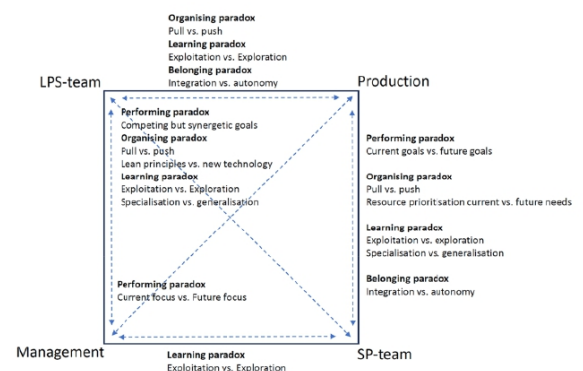 Organising paradox
Pull vs. push
Learning paradox
Exploitation vs. Exploration
Belonging paradox
Integration vs. autonomy
LPS-team
Production
Performing paradox
Competing but synergetic goals
Organising paradox
Pull vs. push
Lean principles vs. new technology
Learning paradox
Exploitation vs. Exploration
Specialisation vs. generalisation
Performing paradox
Current goals vs. future goals
Organising paradox
Pull vs. push
Resource prioritisation current vs. future needs
Learning paradox
Exploitation vs. exploration
Specialisation vs. generalisation
Belonging paradox
Integration vs. autonomy
Performing paradox
Current focus vs. Future focus
Management
SP-team
Learning paradox
Exploitation vs. Exploration